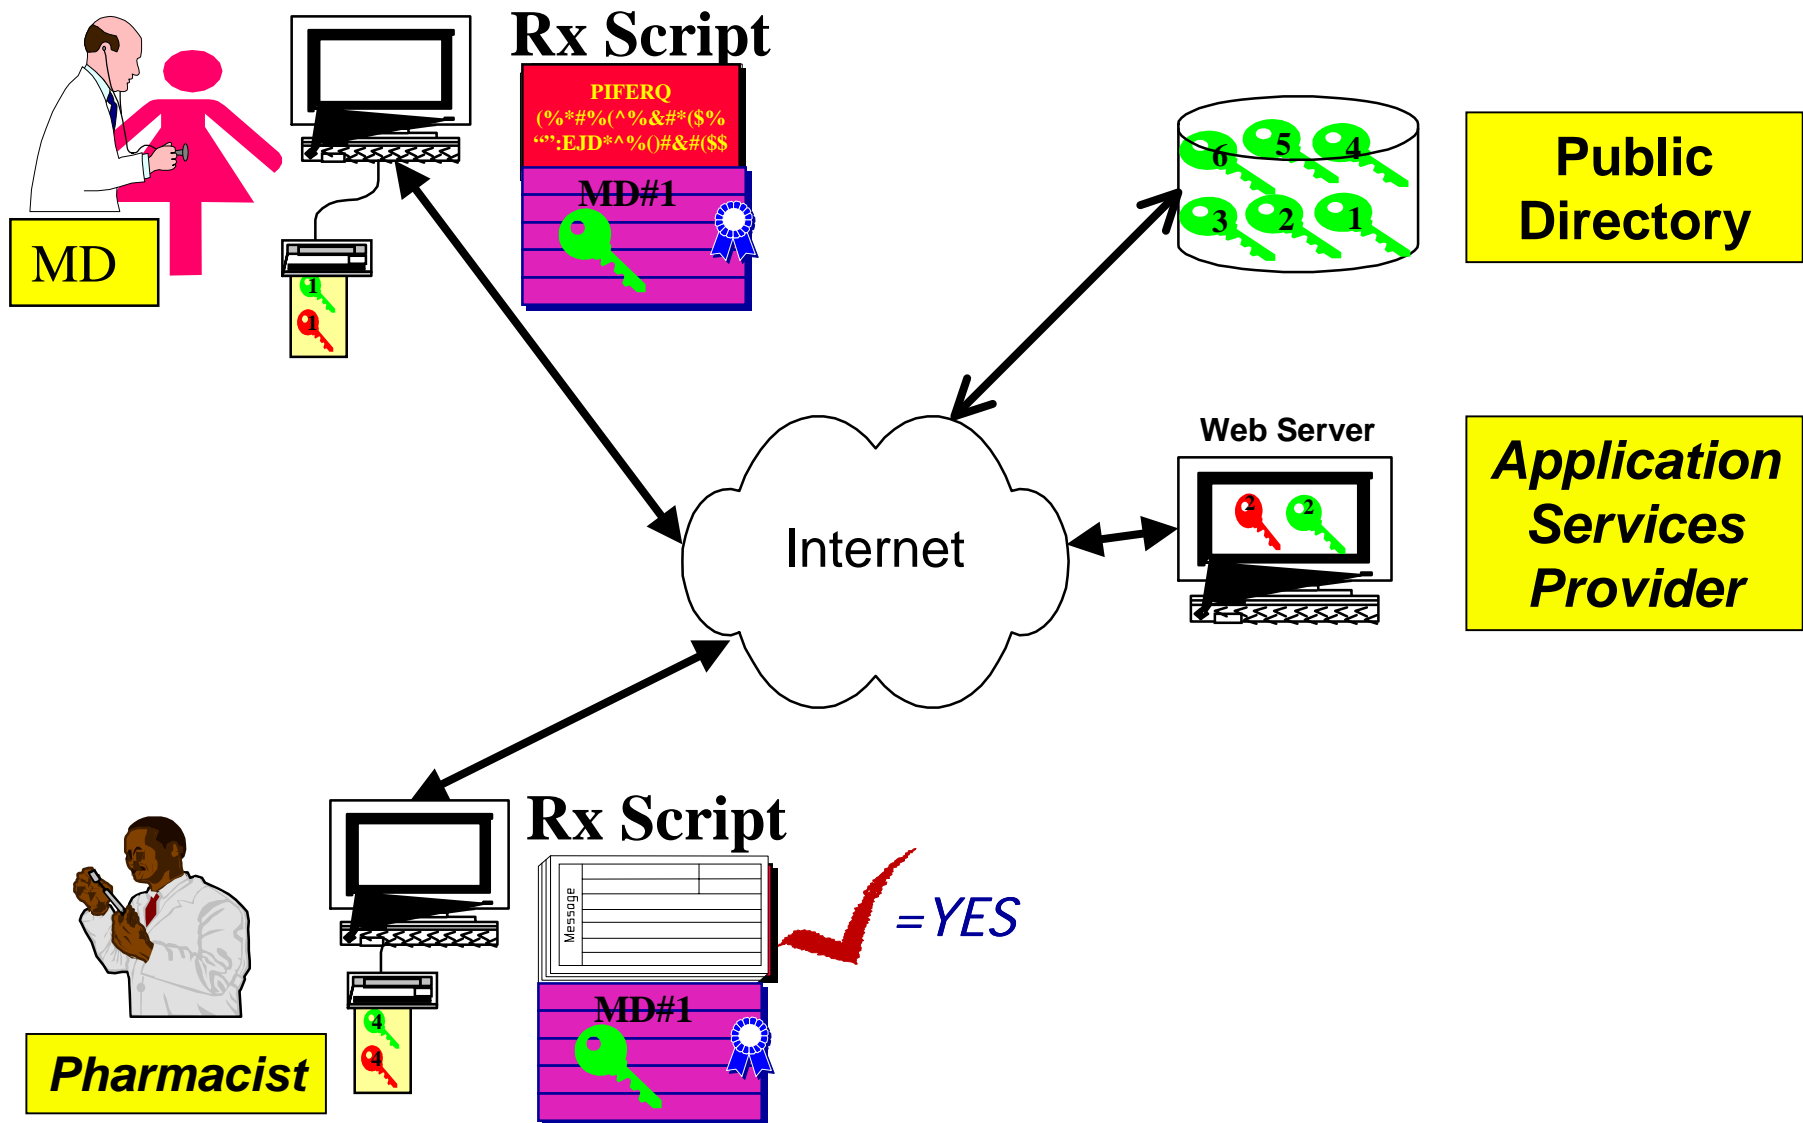 Rx Script
PIFERQ
(%*#%(^%&#*($%
“”:EJD*^%()#&#($$
MD#1
MD
1
1
6
5
4
3
2
1
Public
Directory
Web Server
2
2
Application
Services
Provider
Internet
Rx Script
Message
=YES
MD#1
4
4
Pharmacist